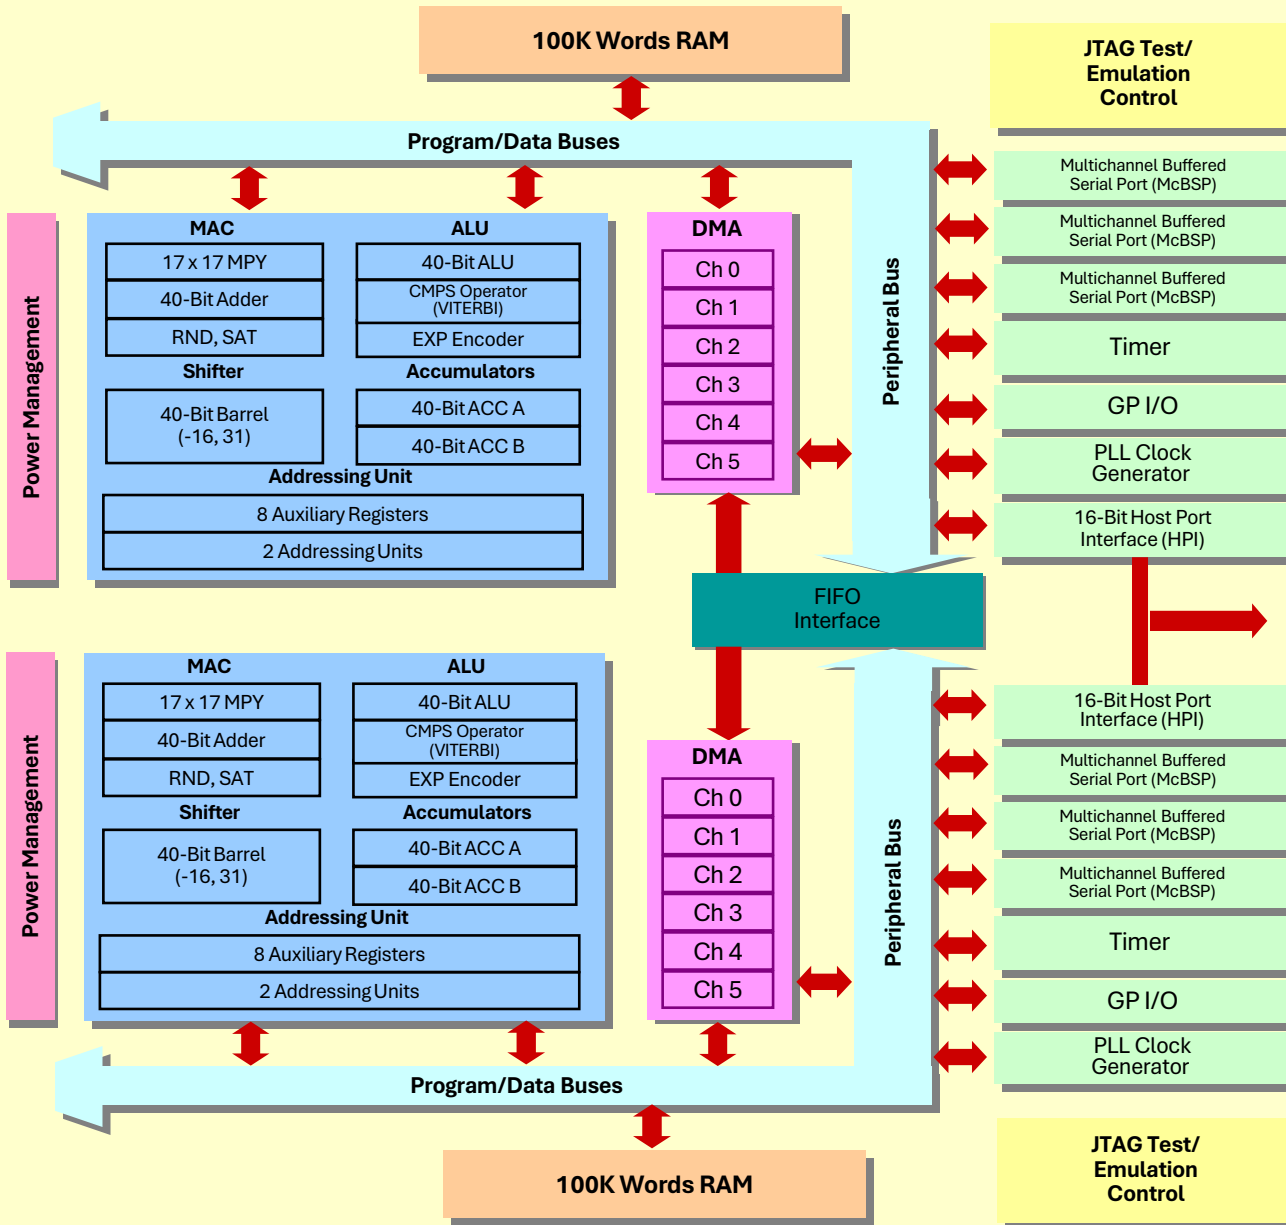 100K Words RAM
JTAG Test/
Emulation
Control
Program/Data Buses
Power Management
MAC
17 x 17 MPY
40-Bit Adder
RND, SAT
Shifter
40-Bit Barrel
(-16, 31)
ALU
40-Bit ALU
CMPS Operator
(VITERBI)
EXP Encoder
Accumulators
40-Bit ACC A
40-Bit ACC B
Addressing Unit
8 Auxiliary Registers
2 Addressing Units
DMA
Ch 0
Ch 1
Ch 2
Ch 3
Ch 4
Ch 5
Peripheral Bus
Multichannel Buffered
Serial Port (McBSP)
Multichannel Buffered
Serial Port (McBSP)
Multichannel Buffered
Serial Port (McBSP)
Timer
GP I/O
PLL Clock
Generator
16-Bit Host Port
Interface (HPI)
FIFO
Interface
Power Management
MAC
17 x 17 MPY
40-Bit Adder
RND, SAT
Shifter
40-Bit Barrel
(-16, 31)
ALU
40-Bit ALU
CMPS Operator
(VITERBI)
EXP Encoder
Accumulators
40-Bit ACC A
40-Bit ACC B
Addressing Unit
8 Auxiliary Registers
2 Addressing Units
DMA
Ch 0
Ch 1
Ch 2
Ch 3
Ch 4
Ch 5
Peripheral Bus
16-Bit Host Port
Interface (HPI)
Multichannel Buffered
Serial Port (McBSP)
Multichannel Buffered
Serial Port (McBSP)
Multichannel Buffered
Serial Port (McBSP)
Timer
GP I/O
PLL Clock
Generator
Program/Data Buses
100K Words RAM
JTAG Test/
Emulation
Control